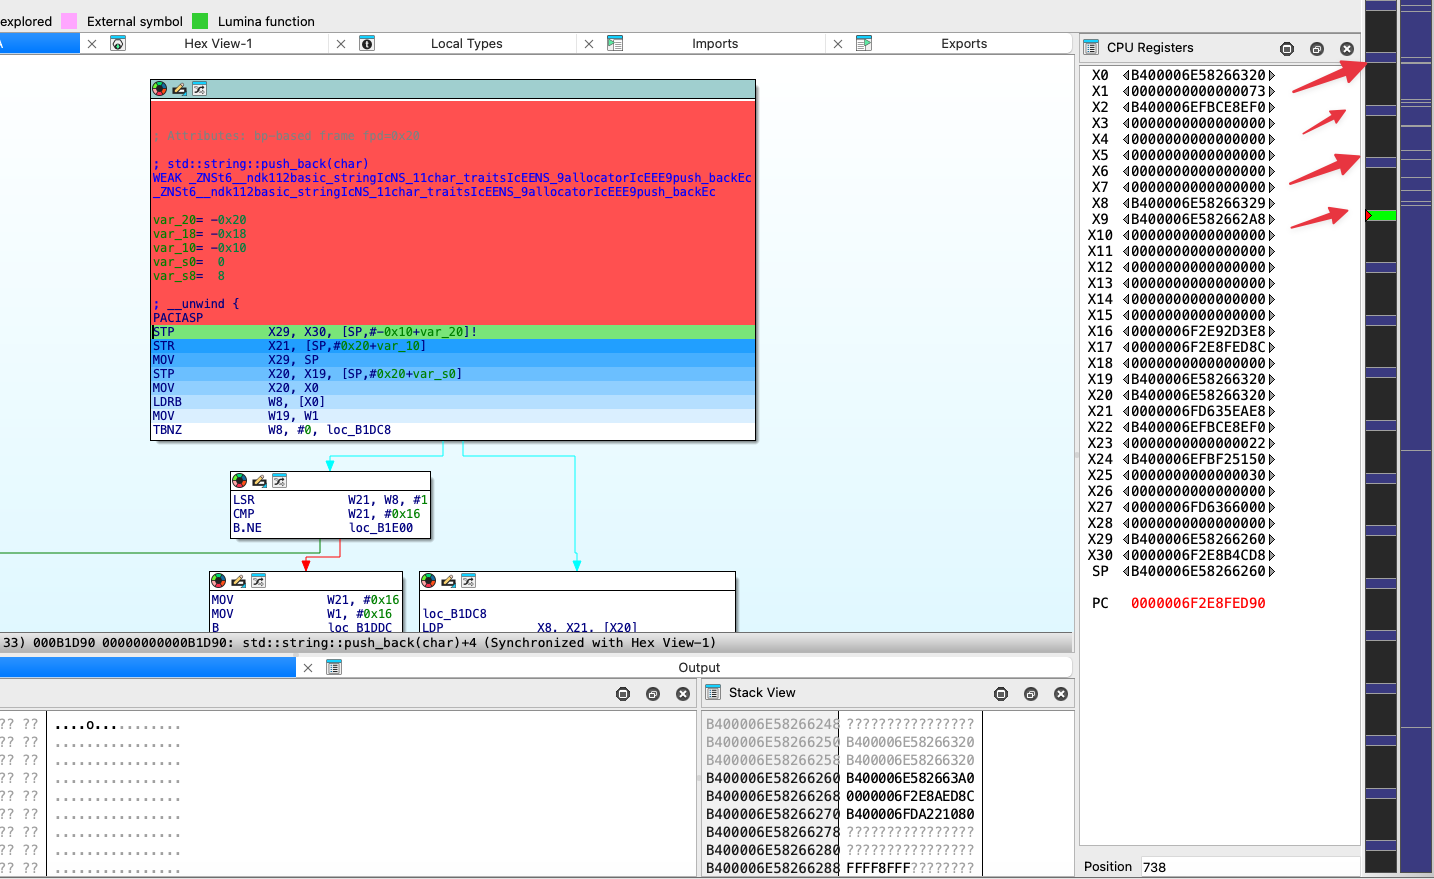 explored External symbol Lumina function
A Hex View-1 Local Types Imports Exports
; Attributes: bp-based frame fpd=0x20
; std::string::push_back(char)
WEAK _ZNSt6__ndk112basic_stringIcNS_11char_traitsIcEENS_9allocatorIcEEE9push_backEc
_ZNSt6__ndk112basic_stringIcNS_11char_traitsIcEENS_9allocatorIcEEE9push_backEc
var_20= -0x20
var_18= -0x18
var_10= -0x10
var_s0= 0
var_s8= 8
; __unwind {
PACIASP
STP X29, X30, [SP,#-0x10+var_20]!
STR X21, [SP,#0x20+var_10]
MOV X29, SP
STP X20, X19, [SP,#0x20+var_s0]
MOV X20, X0
LDRB W8, [X0]
MOV W19, W1
TBNZ W8, #0, loc_B1DC8
LSR W21, W8, #1
CMP W21, #0x16
B.NE loc_B1E00
MOV W21, #0x16
MOV W1, #0x16
B loc_B1DDC
loc_B1DC8
LDP X8, X21, [X20]
33) 000B1D90 00000000000B1D90: std::string::push_back(char)+4 (Synchronized with Hex View-1)
CPU Registers
X0 B400006E58266320
X1 0000000000000073
X2 B400006EFBCE8EF0
X3 0000000000000000
X4 0000000000000000
X5 0000000000000000
X6 0000000000000000
X7 0000000000000000
X8 B400006E58266329
X9 B400006E582662A8
X10 0000000000000000
X11 0000000000000000
X12 0000000000000000
X13 0000000000000000
X14 0000000000000000
X15 0000000000000000
X16 0000006F2E92D3E8
X17 0000006F2E8FED8C
X18 0000000000000000
X19 B400006E58266320
X20 B400006E58266320
X21 0000006FD635EAE8
X22 B400006EFBCE8EF0
X23 0000000000000022
X24 B400006EFBF25150
X25 0000000000000030
X26 0000000000000000
X27 0000006FD6366000
X28 0000000000000000
X29 B400006E58266260
X30 0000006F2E8B4CD8
SP B400006E58266260
PC 0000006F2E8FED90
Position 738
Output
?? ?? ....o...........
?? ?? ................
?? ?? ................
?? ?? ................
?? ?? ................
?? ?? ................
?? ?? ................
?? ?? ................
?? ?? ................
Stack View
B400006E58266248 ????????????????
B400006E58266250 B400006E58266320
B400006E58266258 B400006E58266320
B400006E58266260 B400006E582663A0
B400006E58266268 0000006F2E8AED8C
B400006E58266270 B400006FDA221080
B400006E58266278 ????????????????
B400006E58266280 ????????????????
B400006E58266288 FFFF8FFF????????